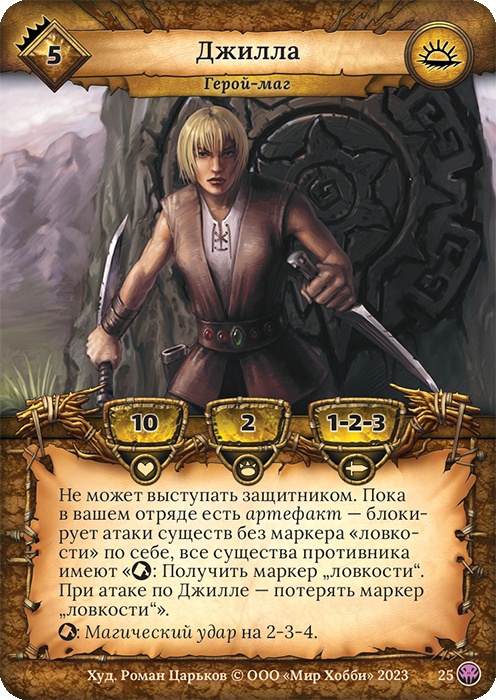 5
Джилла
Герой-маг
10
2
1-2-3
Не может выступать защитником. Пока
в вашем отряде есть артефакт — блоки-
рует атаки существ без маркера «ловко-
сти» по себе, все существа противника
имеют «: Получить маркер „ловкости“.
При атаке по Джилле — потерять маркер
„ловкости“».
: Магический удар на 2-3-4.
Худ. Роман Царьков © ООО «Мир Хобби» 2023
25